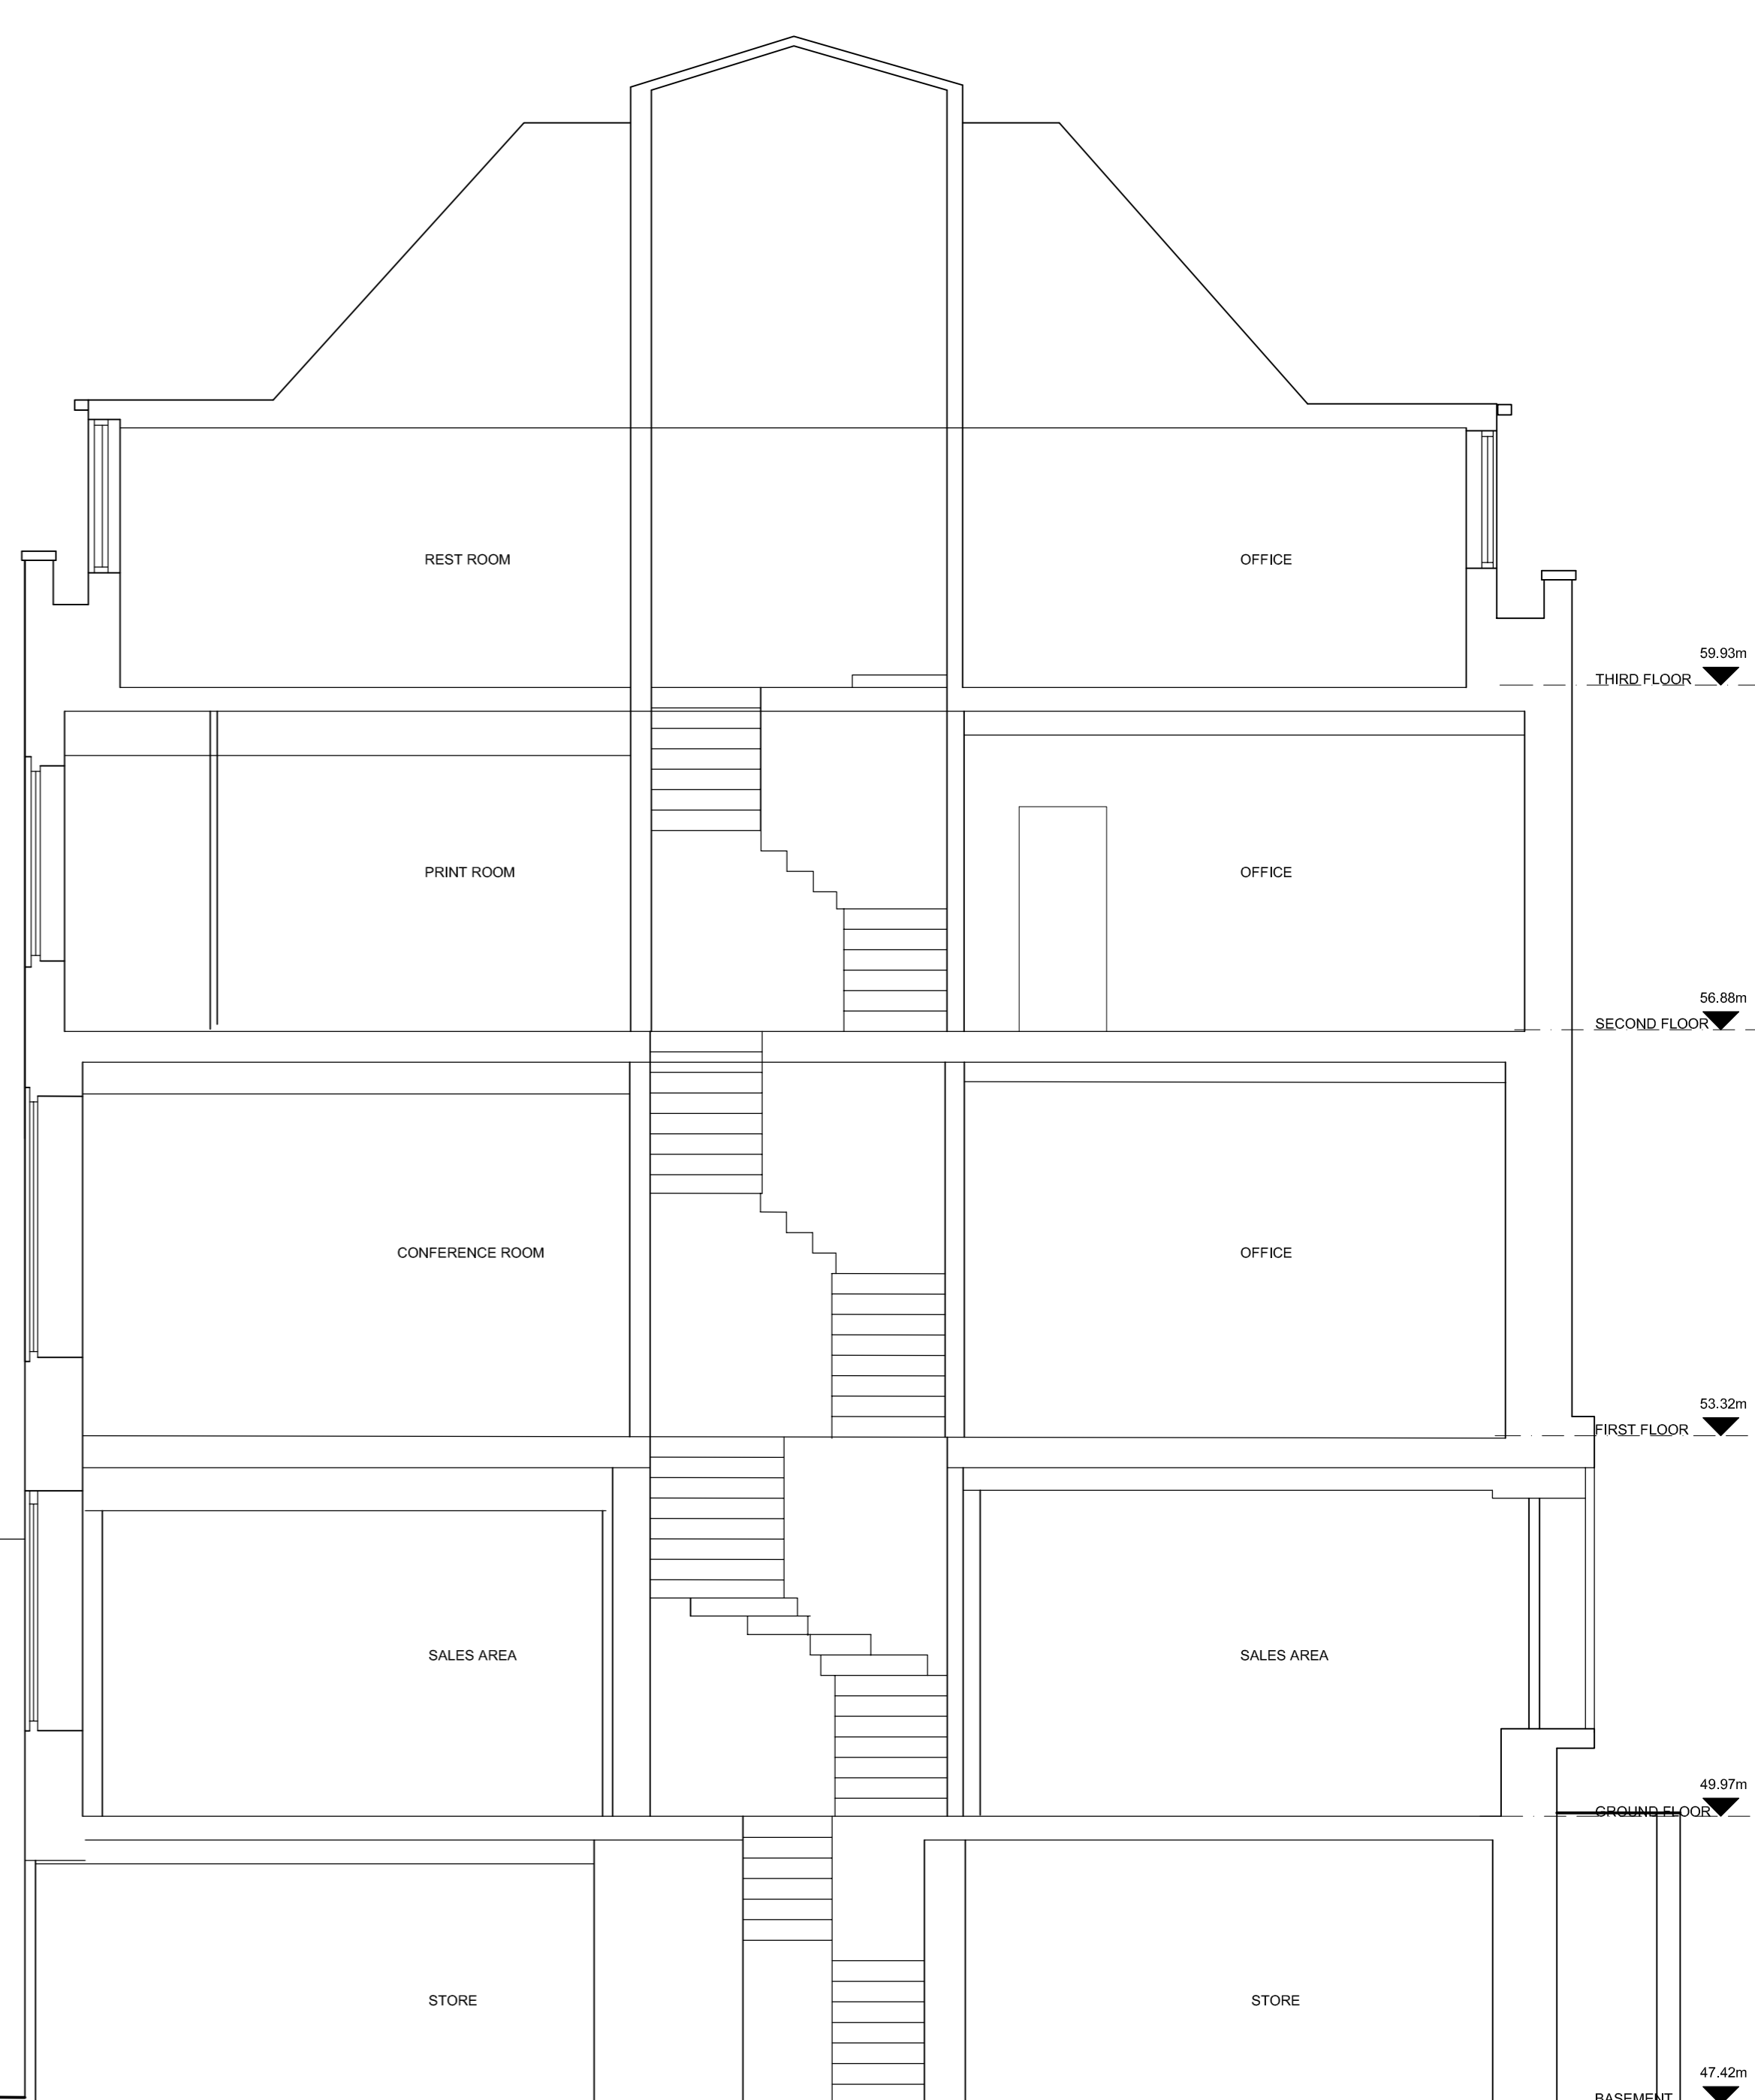 REST ROOM
OFFICE
59.93m
THIRD FLOOR
PRINT ROOM
OFFICE
56.88m
SECOND FLOOR
CONFERENCE ROOM
OFFICE
53.32m
FIRST FLOOR
SALES AREA
SALES AREA
49.97m
GROUND FLOOR
STORE
STORE
47.42m
BASEMENT